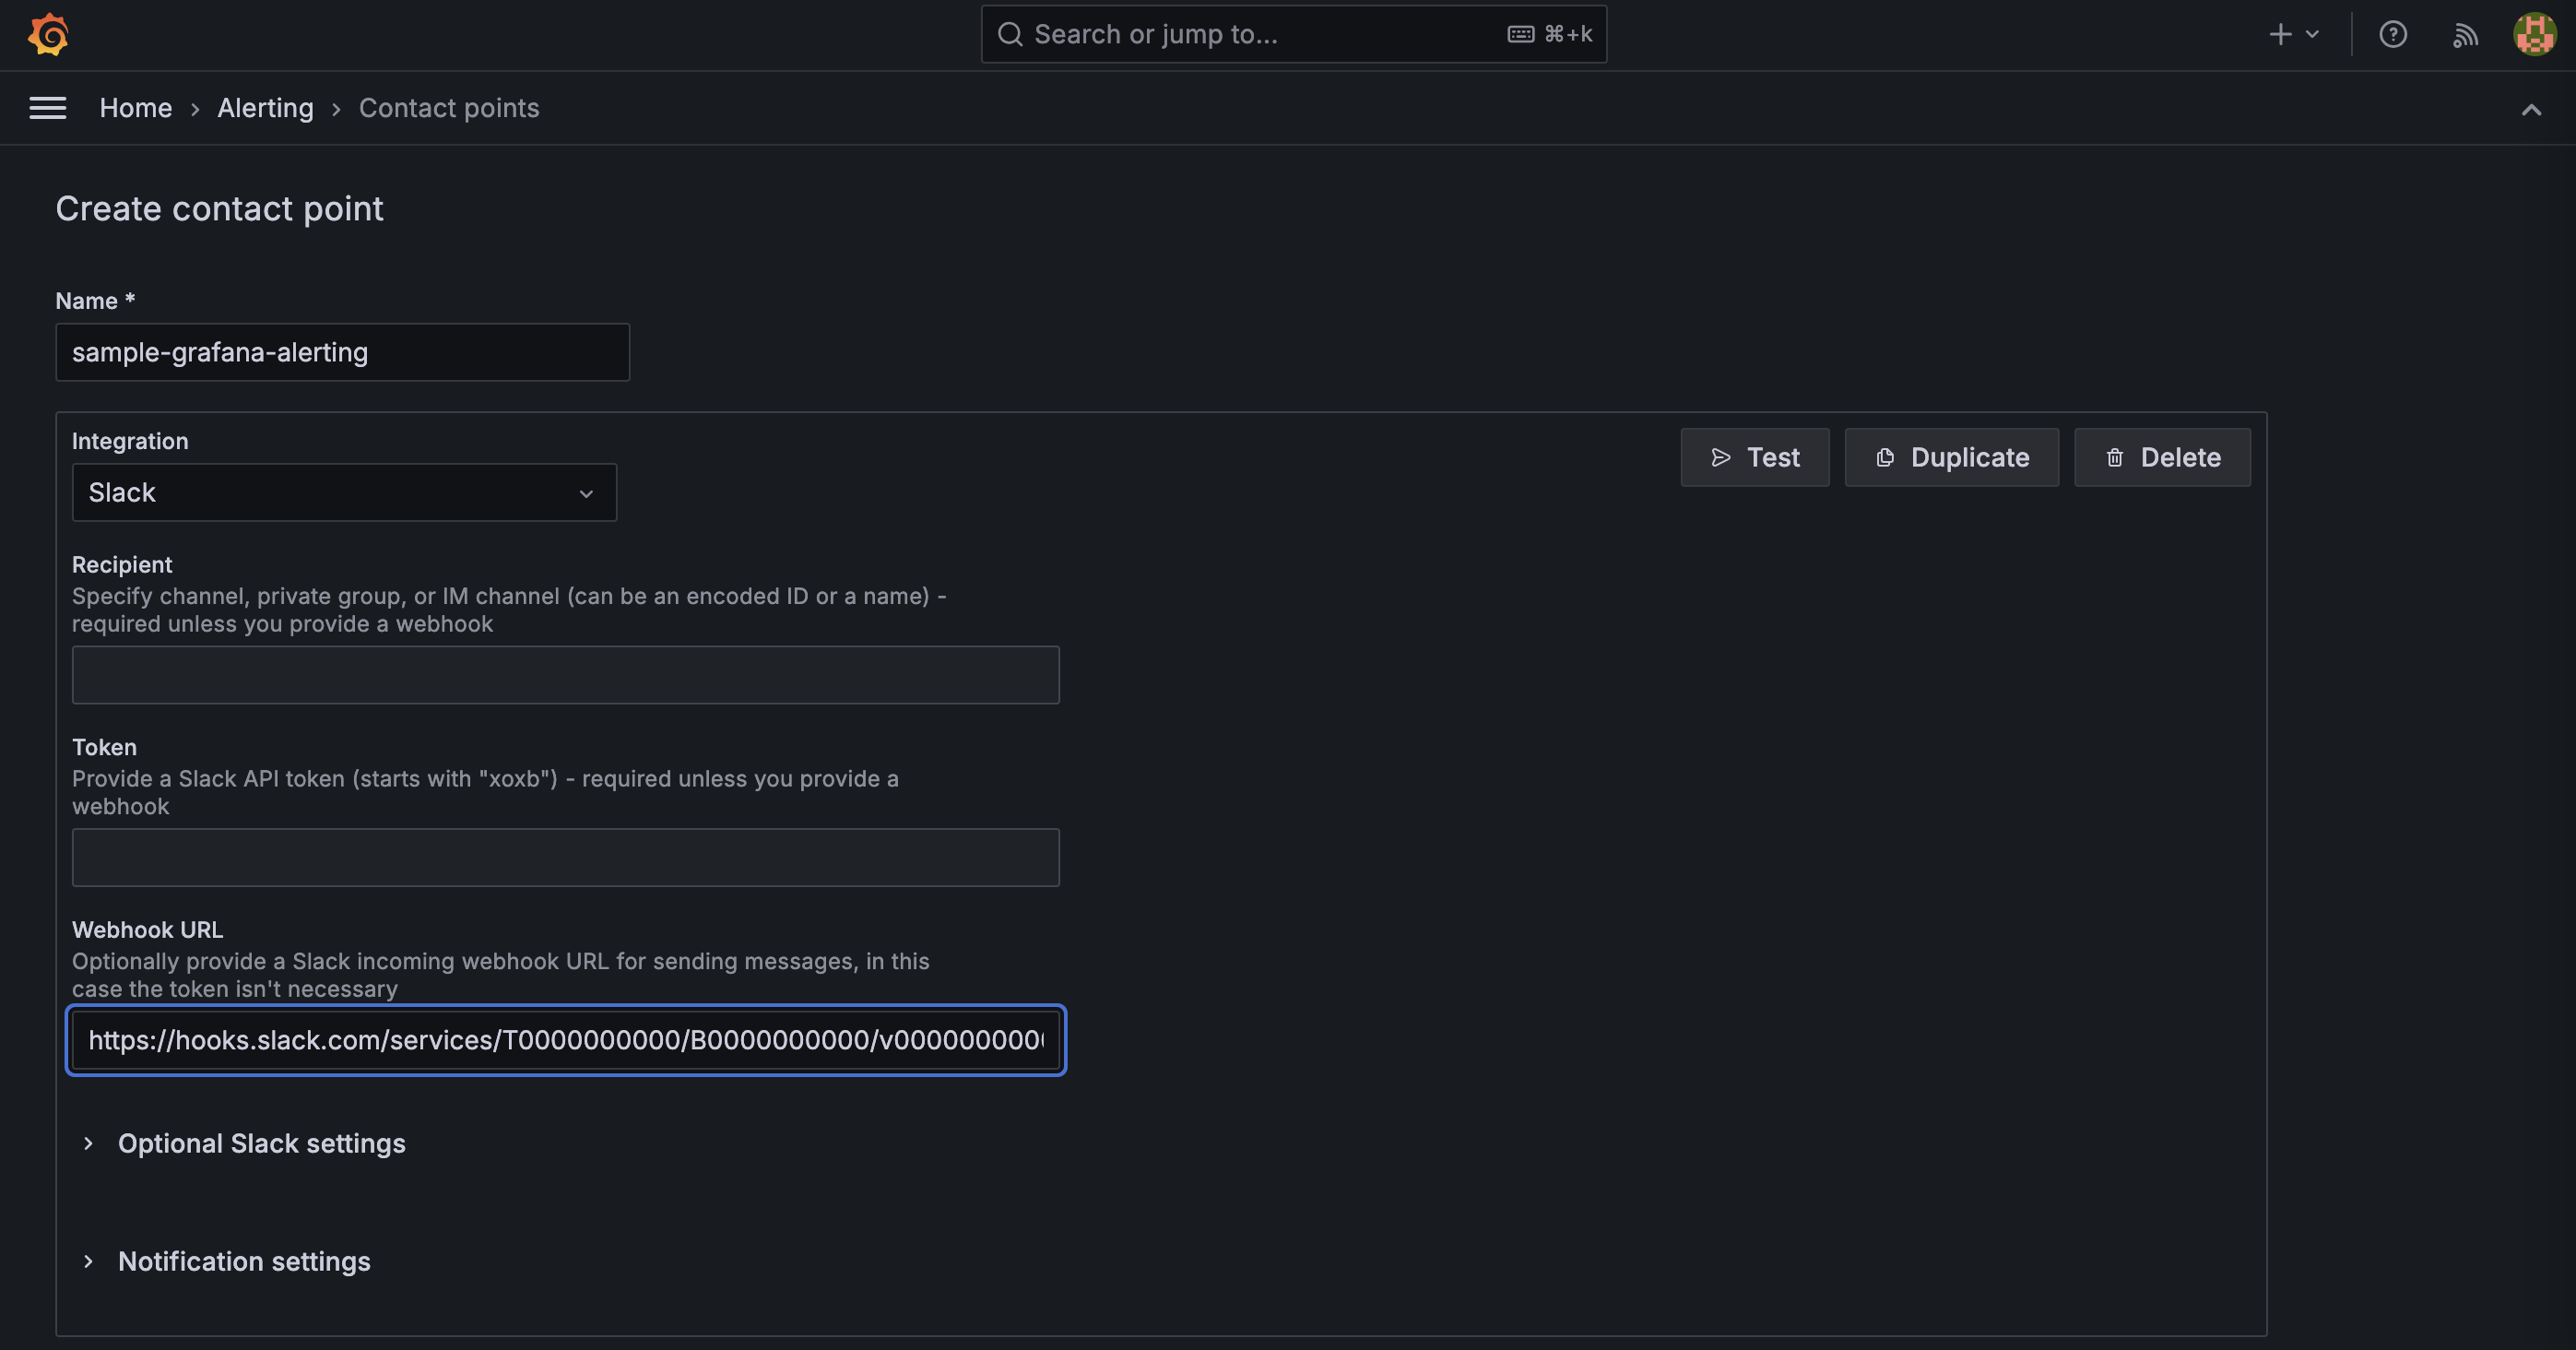 Search or jump to... ⌘+k
Home › Alerting › Contact points
Create contact point
Name *
sample-grafana-alerting
Integration
Test
Duplicate
Delete
Slack
Recipient
Specify channel, private group, or IM channel (can be an encoded ID or a name) -
required unless you provide a webhook
Token
Provide a Slack API token (starts with "xoxb") - required unless you provide a
webhook
Webhook URL
Optionally provide a Slack incoming webhook URL for sending messages, in this
case the token isn't necessary
https://hooks.slack.com/services/T0000000000/B0000000000/v000000000
Optional Slack settings
Notification settings